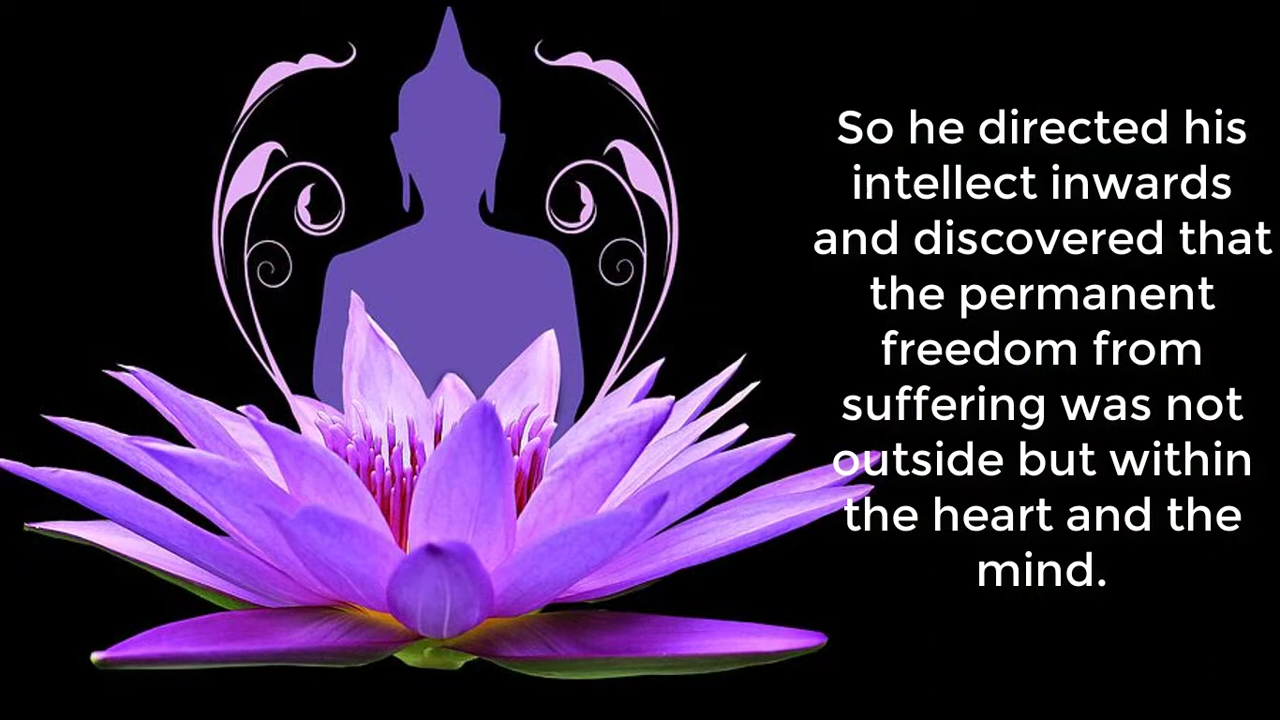 So he directed his
intellect inwards
and discovered that
the permanent
freedom from
suffering was not
outside but within
the heart and the
mind.